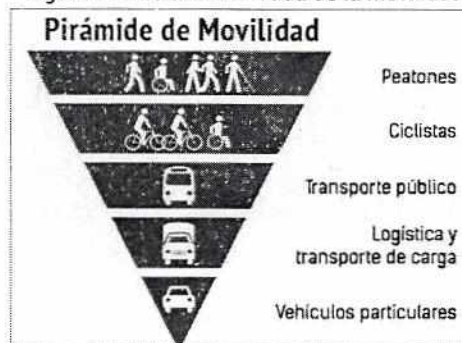 Pirámide de Movilidad
Peatones
Ciclistas
Transporte público
Logística y
transporte de carga
Vehículos particulares